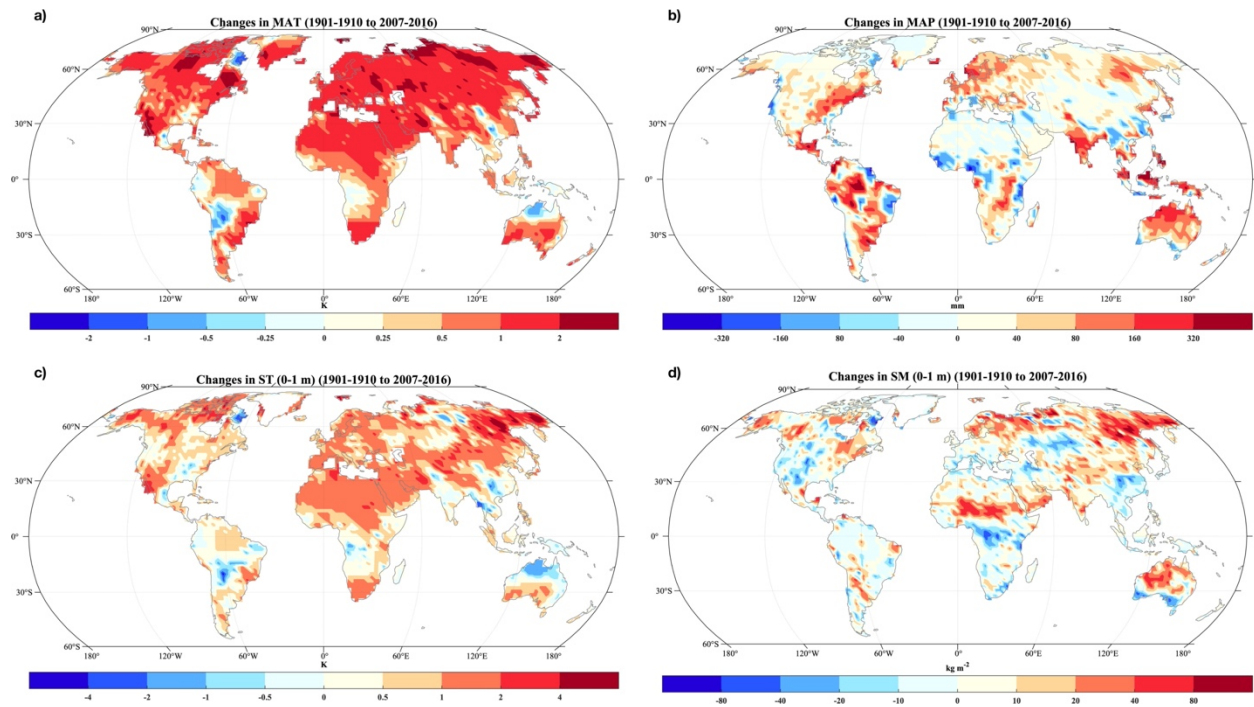 a)
Changes in MAT (1901-1910 to 2007-2016)
90°N
60°N
30°N
0°
30°S
60°S
180° 120°W 60°W 0° 60°E 120°E 180°
K
-2 -1 -0.5 -0.25 0 0.25 0.5 1 2
b)
Changes in MAP (1901-1910 to 2007-2016)
90°N
60°N
30°N
0°
30°S
60°S
180° 120°W 60°W 0° 60°E 120°E 180°
mm
-320 -160 -80 -40 0 40 80 160 320
c)
Changes in ST (0-1 m) (1901-1910 to 2007-2016)
90°N
60°N
30°N
0°
30°S
60°S
180° 120°W 60°W 0° 60°E 120°E 180°
K
-4 -2 -1 -0.5 0 0.5 1 2 4
d)
Changes in SM (0-1 m) (1901-1910 to 2007-2016)
90°N
60°N
30°N
0°
30°S
60°S
180° 120°W 60°W 0° 60°E 120°E 180°
kg m-2
-80 -40 -20 -10 0 10 20 40 80